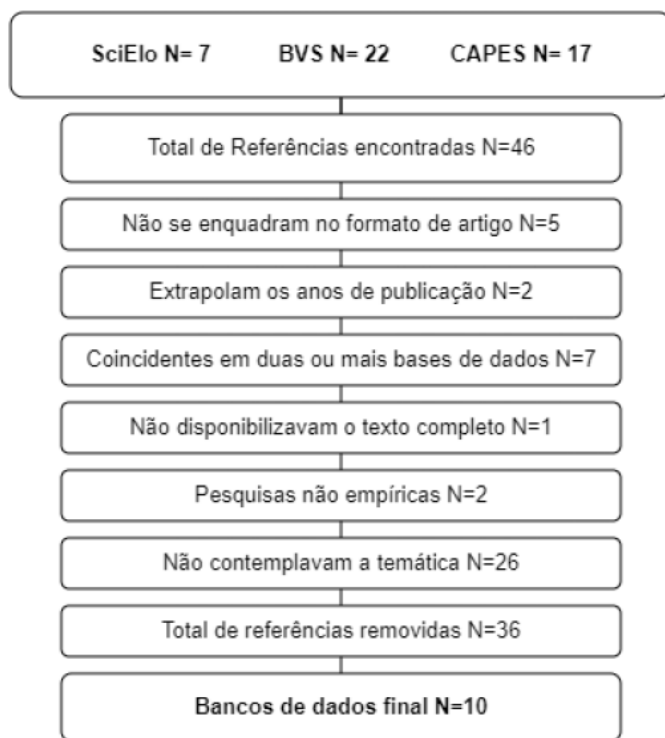 SciElo N= 7 BVS N= 22 CAPES N= 17
Total de Referências encontradas N=46
Não se enquadram no formato de artigo N=5
Extrapolam os anos de publicação N=2
Coincidentes em duas ou mais bases de dados N=7
Não disponibilizavam o texto completo N=1
Pesquisas não empíricas N=2
Não contemplavam a temática N=26
Total de referências removidas N=36
Bancos de dados final N=10